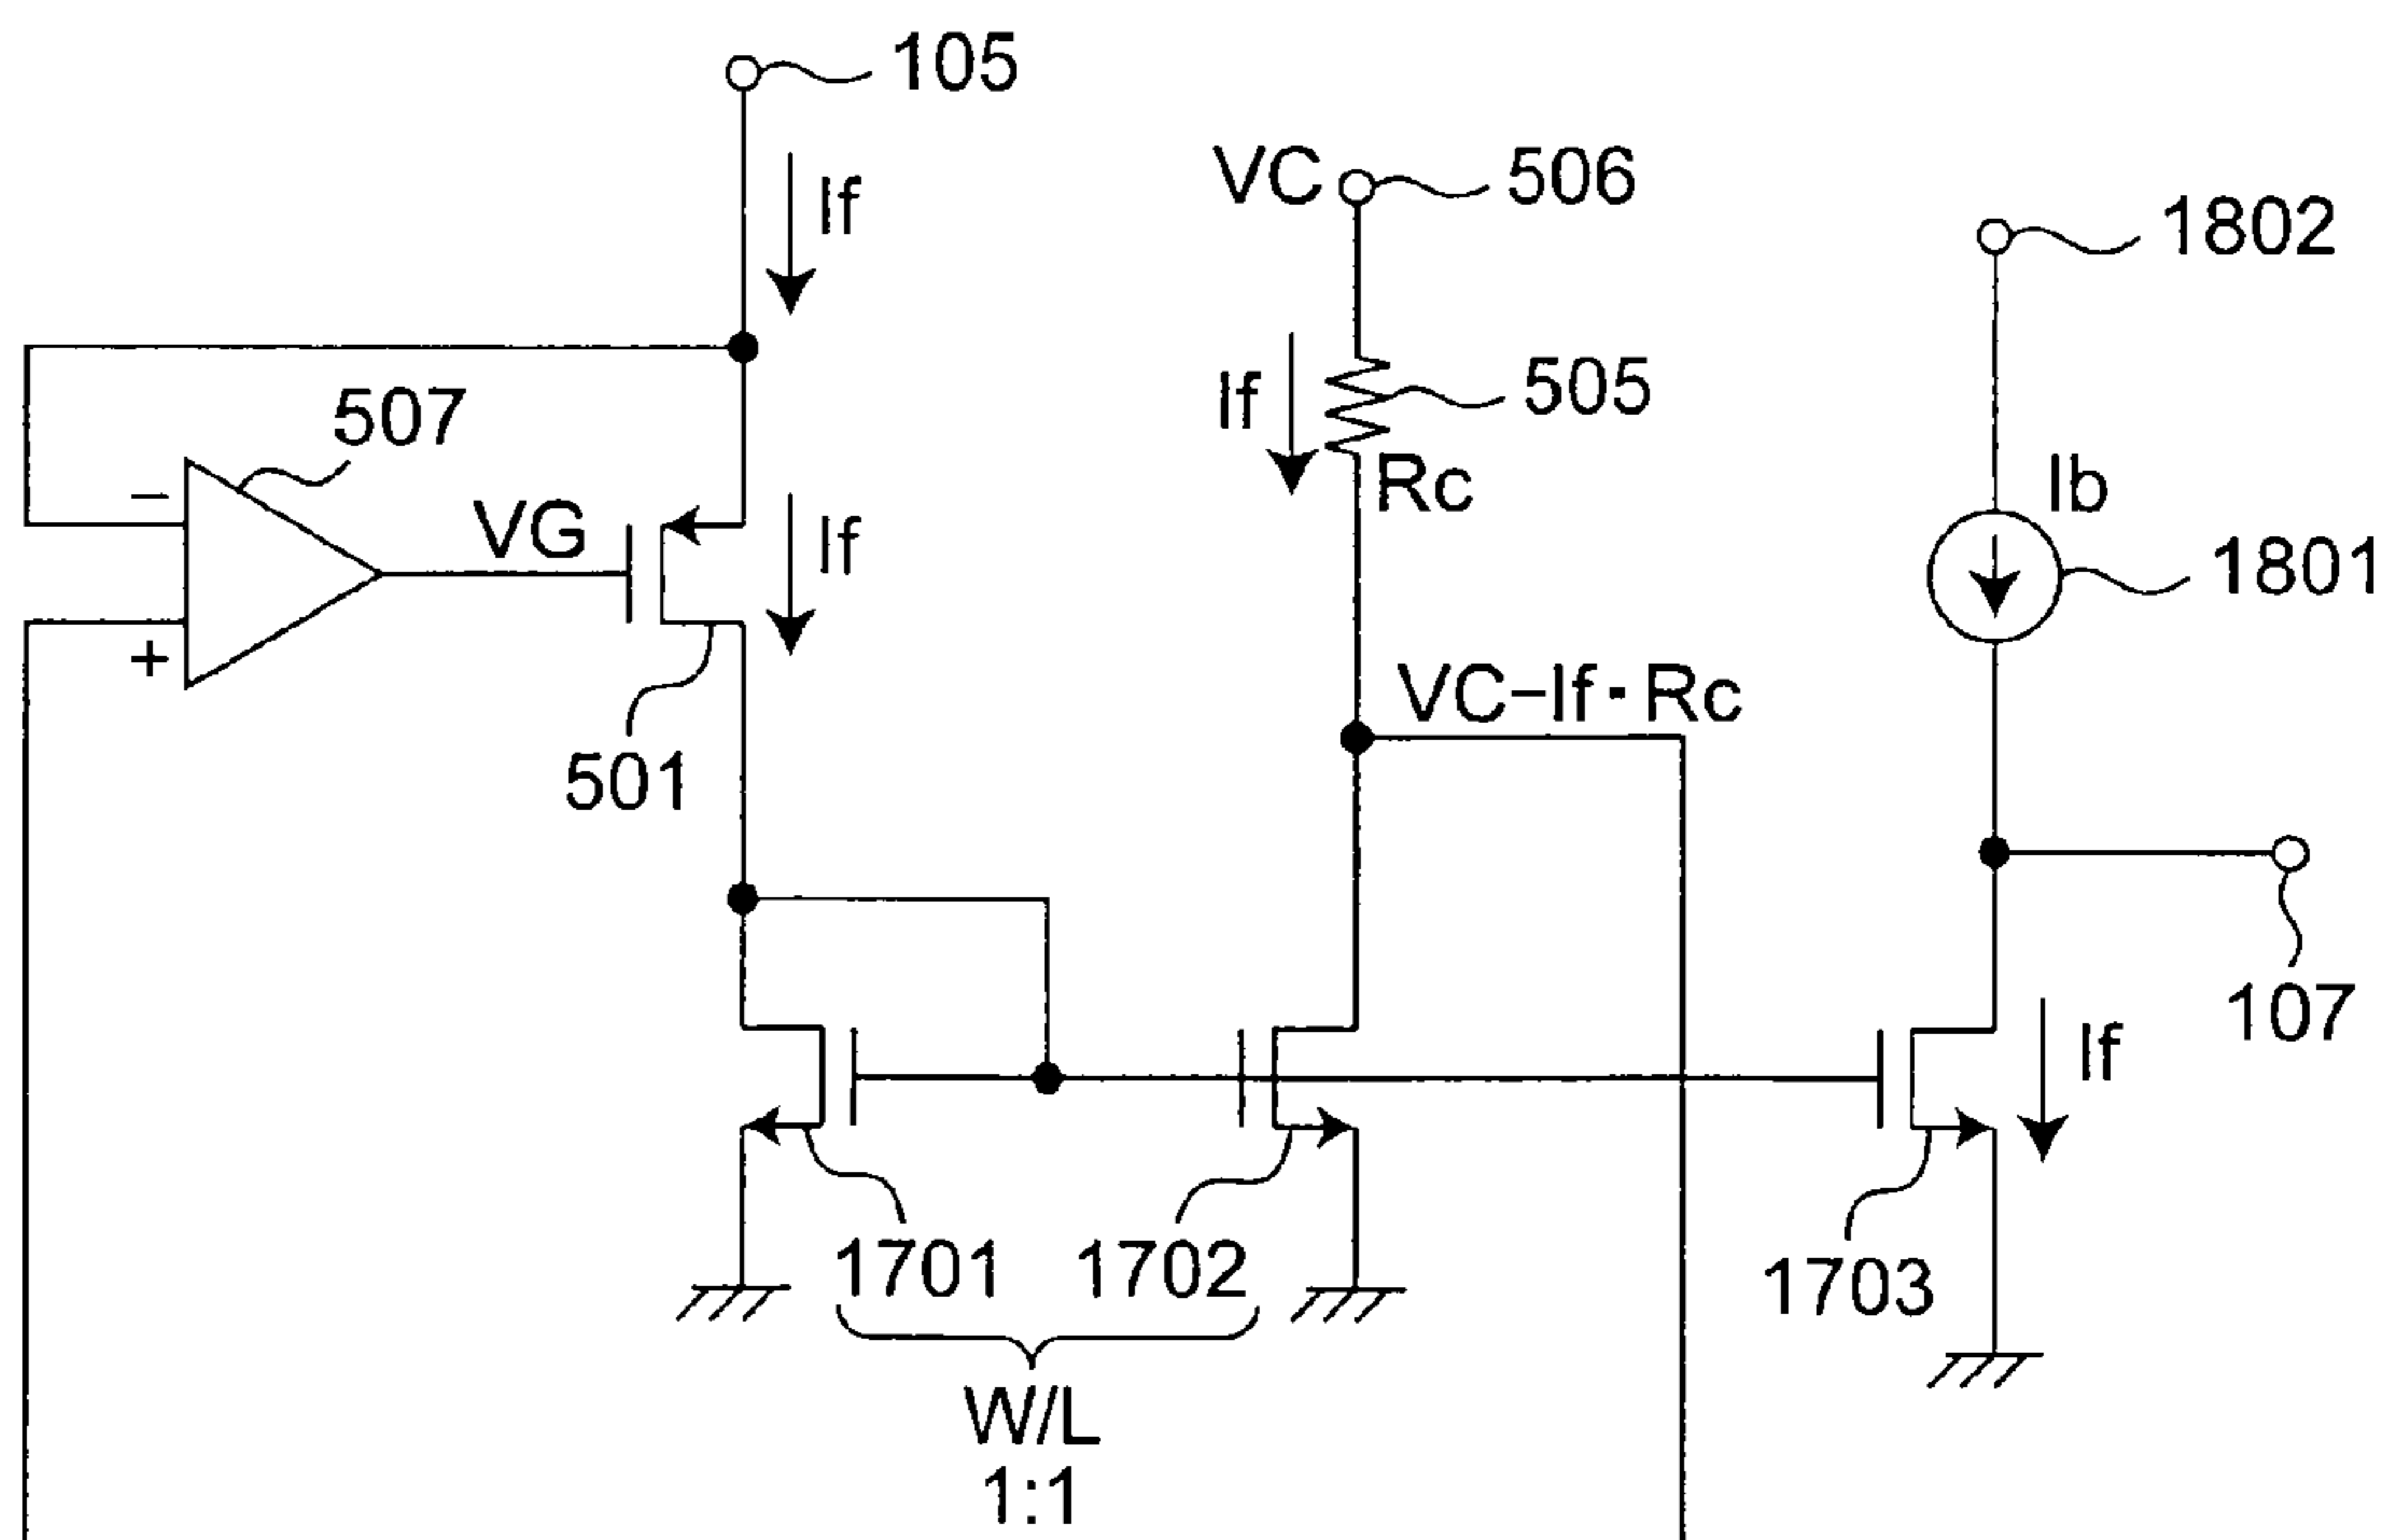 105
If
VC
506
1802
507
If
505
Rc
Ib
1801
−
VG
If
+
501
VC−If・Rc
107
If
1701
1702
1703
W/L
1:1